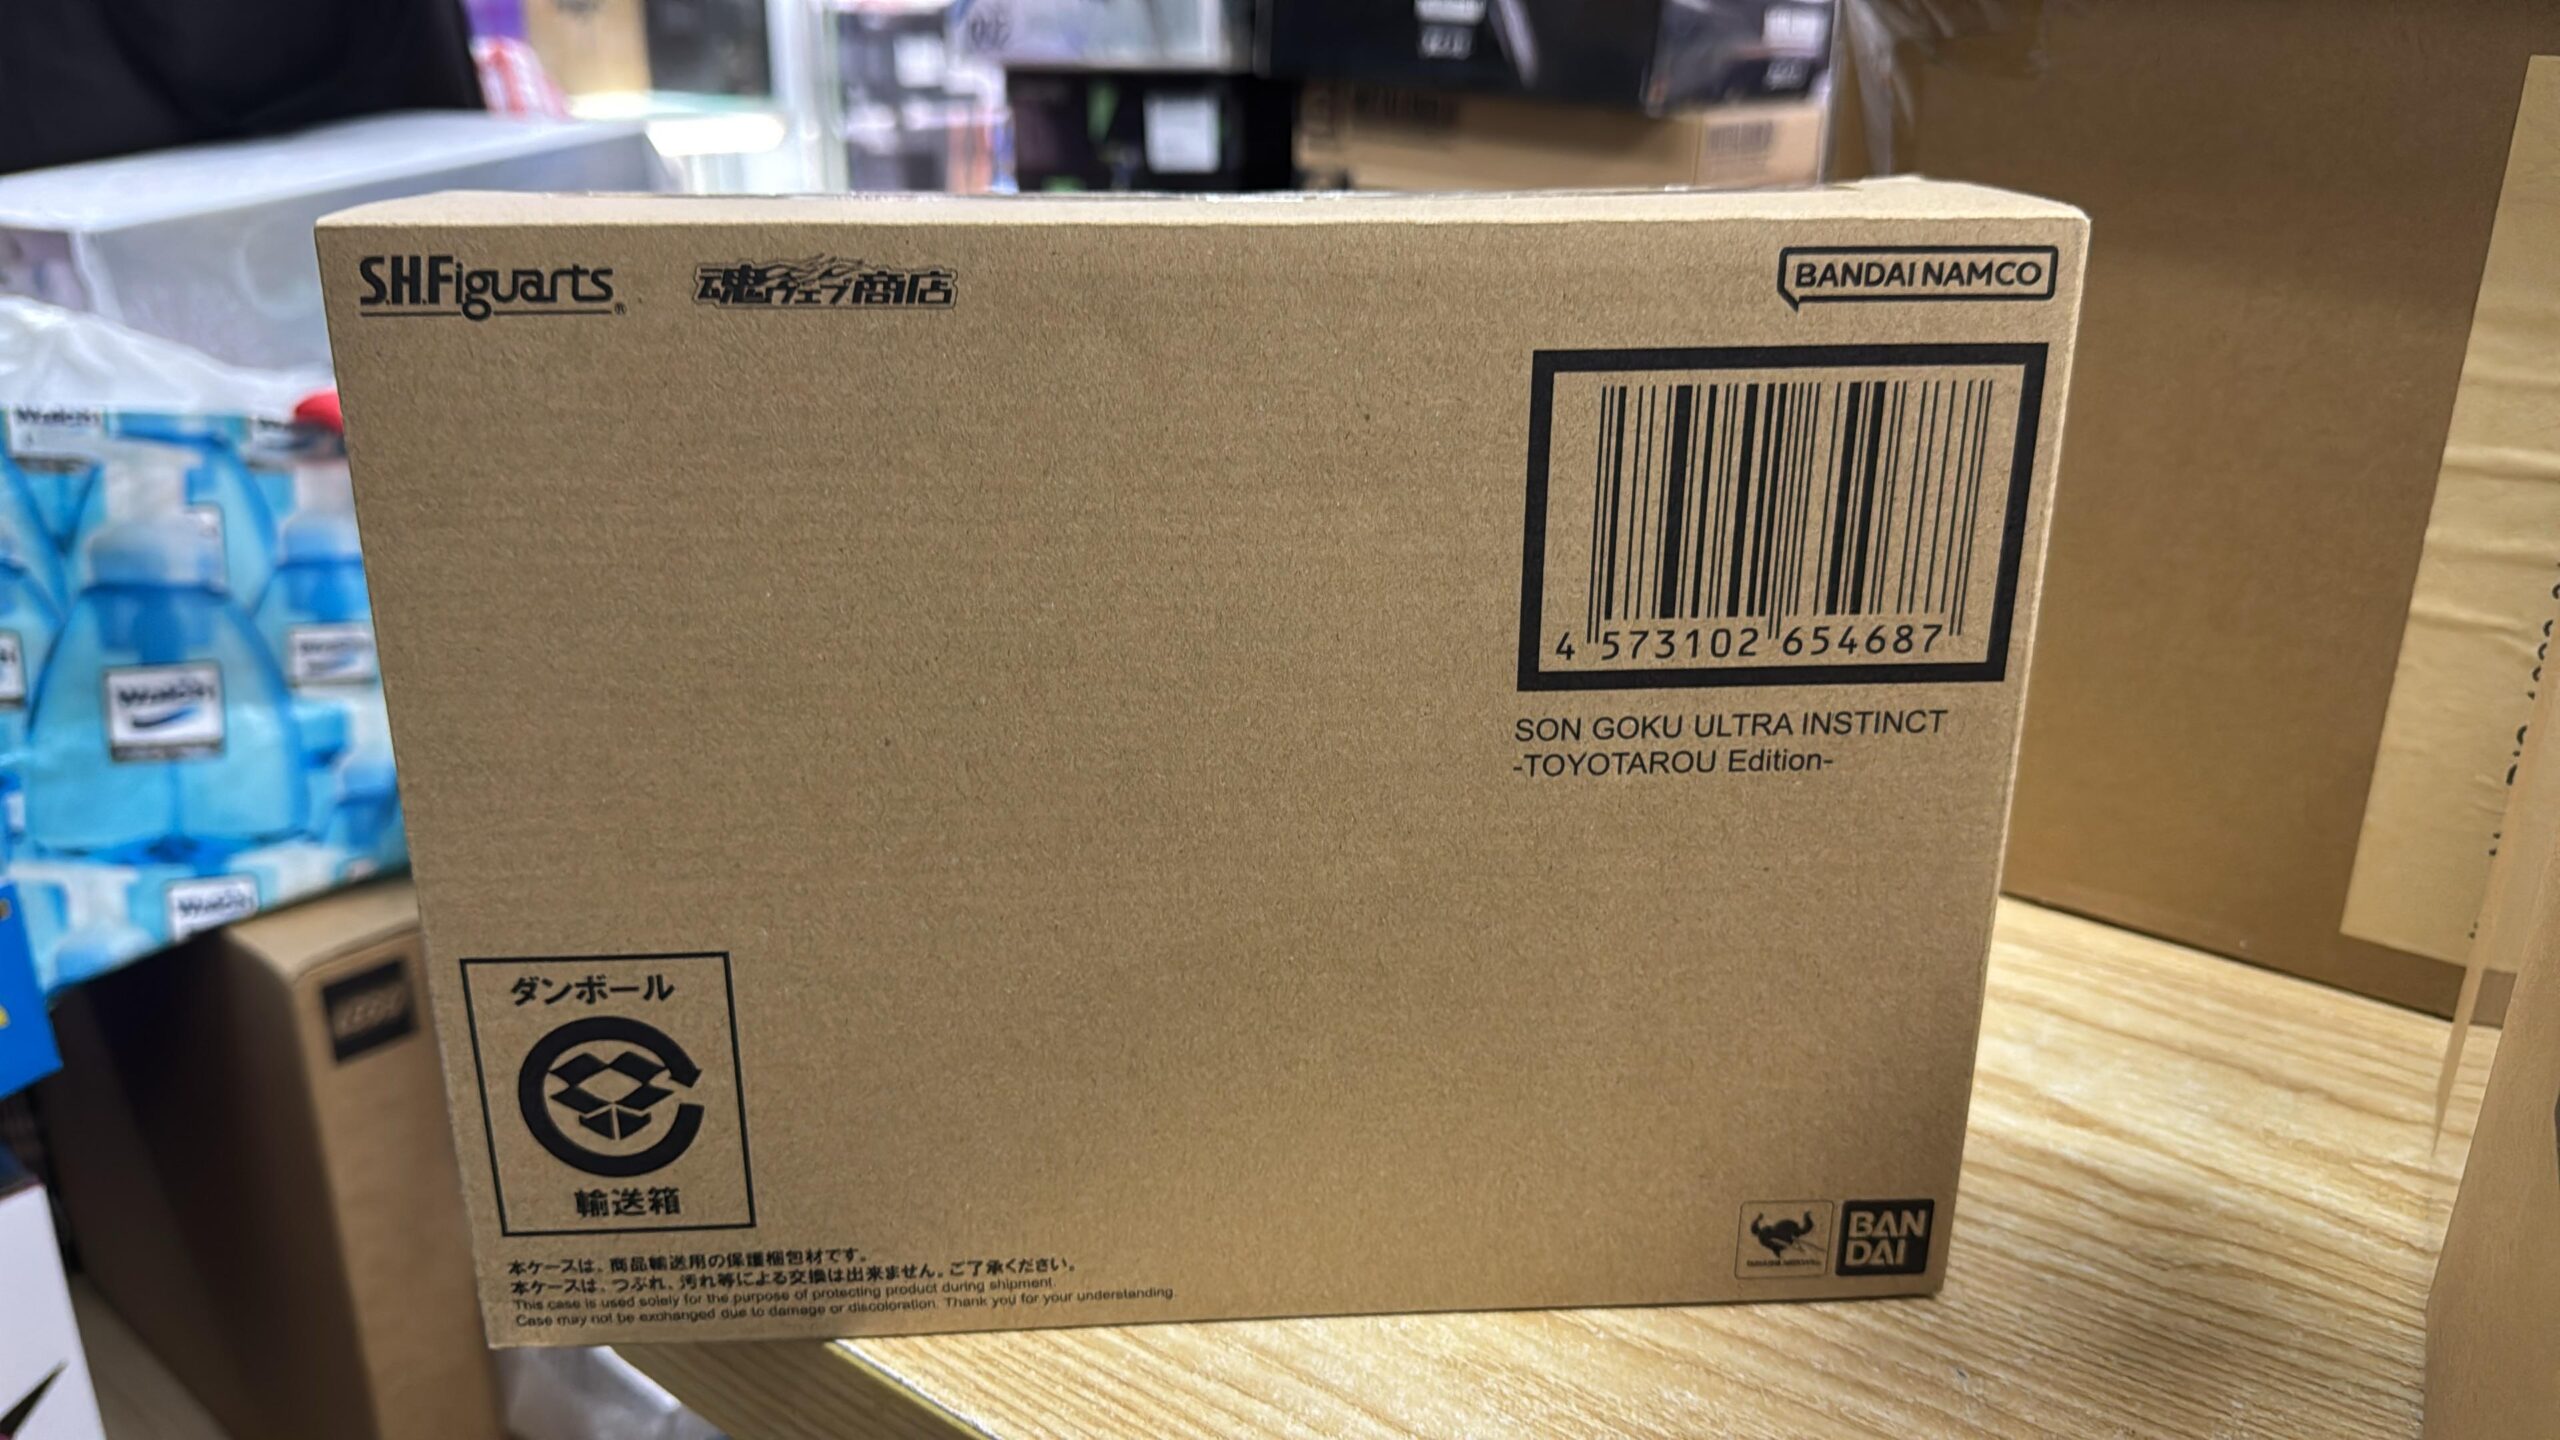 S.H.Figuarts®
魂ウェブ商店
BANDAI NAMCO
4 573102 654687
SON GOKU ULTRA INSTINCT
-TOYOTAROU Edition-
ダンボール
輸送箱
本ケースは、商品輸送用の保護梱包材です。
本ケースは、つぶれ、汚れ等による交換は出来ません。ご了承ください。
This case is used solely for the purpose of protecting product during shipment.
Case may not be exchanged due to damage or discoloration. Thank you for your understanding.
BAN
DAI
LEGO